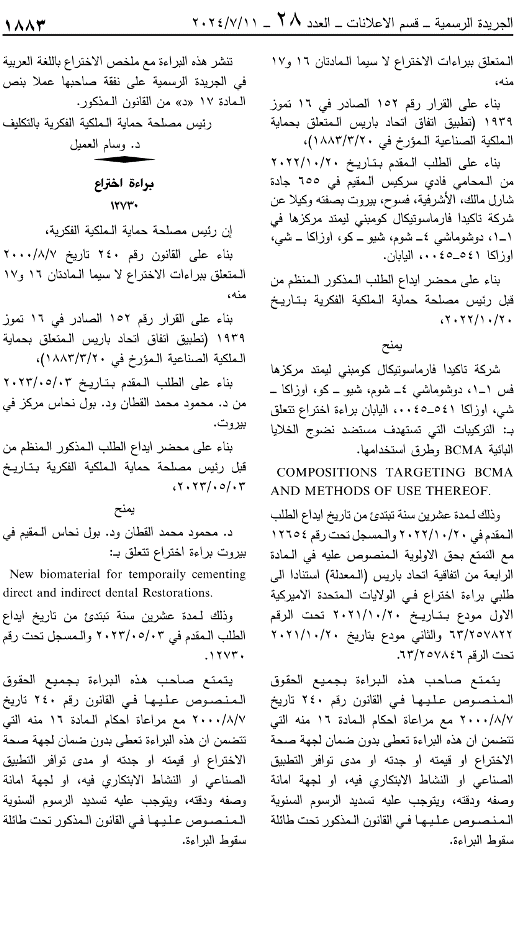 الجريدة الرسمية ــ قسم الاعلانات ــ العدد ٢٨ ــ ٢٠٢٤/٧/١١
١٨٨٣
المتعلق ببراءات الاختراع لا سيما المادتان ١٦ و١٧
منه،
بناء على القرار رقم ١٥٢ الصادر في ١٦ تموز
١٩٣٩ (تطبيق اتفاق اتحاد باريس المتعلق بحماية
الملكية الصناعية المؤرخ في ١٨٨٣/٣/٢٠)،
بناء على الطلب المقدم بتاريخ ٢٠٢٢/١٠/٢٠
من المحامي فادي سركيس المقيم في ٦٥٥ جادة
شارل مالك، الأشرفية، فسوح، بيروت بصفته وكيلا عن
شركة تاكيدا فارماسوتيكال كومبني ليمتد مركزها في
١ــ١، دوشوماشي ٤ــ شوم، شيو ــ كو، اوزاكا ــ شي،
اوزاكا ٥٤١ــ٠٠٤٥، اليابان.
بناء على محضر ايداع الطلب المذكور المنظم من
قبل رئيس مصلحة حماية الملكية الفكرية بتاريخ
٢٠٢٢/١٠/٢٠،
يمنح
شركة تاكيدا فارماسوتيكال كومبني ليمتد مركزها
فس ١ــ١، دوشوماشي ٤ــ شوم، شيو ــ كو، اوزاكا ــ
شي، اوزاكا ٥٤١ــ٠٠٤٥، اليابان براءة اختراع تتعلق
بـ: التركيبات التي تستهدف مستضد نضوج الخلايا
البائية BCMA وطرق استخدامها.
COMPOSITIONS TARGETING BCMA
AND METHODS OF USE THEREOF.
وذلك لمدة عشرين سنة تبتدئ من تاريخ ايداع الطلب
المقدم في ٢٠٢٢/١٠/٢٠ والمسجل تحت رقم ١٢٦٥٤
مع التمتع بحق الاولوية المنصوص عليه في المادة
الرابعة من اتفاقية اتحاد باريس (المعدلة) استنادا الى
طلبي براءة اختراع في الولايات المتحدة الاميركية
الاول مودع بتاريخ ٢٠٢١/١٠/٢٠ تحت الرقم
٦٣/٢٥٧٨٢٢ والثاني مودع بتاريخ ٢٠٢١/١٠/٢٠
تحت الرقم ٦٣/٢٥٧٨٤٦.
يتمتع صاحب هذه البراءة بجميع الحقوق
المنصوص عليها في القانون رقم ٢٤٠ تاريخ
٢٠٠٠/٨/٧ مع مراعاة احكام المادة ١٦ منه التي
تتضمن ان هذه البراءة تعطى بدون ضمان لجهة صحة
الاختراع او قيمته او جدته او مدى توافر التطبيق
الصناعي او النشاط الابتكاري فيه، او لجهة امانة
وصفه ودقته، ويتوجب عليه تسديد الرسوم السنوية
المنصوص عليها في القانون المذكور تحت طائلة
سقوط البراءة.
تنشر هذه البراءة مع ملخص الاختراع باللغة العربية
في الجريدة الرسمية على نفقة صاحبها عملا بنص
المادة ١٧ «د» من القانون المذكور.
رئيس مصلحة حماية الملكية الفكرية بالتكليف
د. وسام العميل
براءة اختراع
١٢٧٣٠
إن رئيس مصلحة حماية الملكية الفكرية،
بناء على القانون رقم ٢٤٠ تاريخ ٢٠٠٠/٨/٧
المتعلق ببراءات الاختراع لا سيما المادتان ١٦ و١٧
منه،
بناء على القرار رقم ١٥٢ الصادر في ١٦ تموز
١٩٣٩ (تطبيق اتفاق اتحاد باريس المتعلق بحماية
الملكية الصناعية المؤرخ في ١٨٨٣/٣/٢٠)،
بناء على الطلب المقدم بتاريخ ٢٠٢٣/٠٥/٠٣
من د. محمود محمد القطان ود. بول نحاس مركز في
بيروت.
بناء على محضر ايداع الطلب المذكور المنظم من
قبل رئيس مصلحة حماية الملكية الفكرية بتاريخ
٢٠٢٣/٠٥/٠٣،
يمنح
د. محمود محمد القطان ود. بول نحاس المقيم في
بيروت براءة اختراع تتعلق بـ:
New biomaterial for temporaily cementing
direct and indirect dental Restorations.
وذلك لمدة عشرين سنة تبتدئ من تاريخ ايداع
الطلب المقدم في ٢٠٢٣/٠٥/٠٣ والمسجل تحت رقم
١٢٧٣٠.
يتمتع صاحب هذه البراءة بجميع الحقوق
المنصوص عليها في القانون رقم ٢٤٠ تاريخ
٢٠٠٠/٨/٧ مع مراعاة احكام المادة ١٦ منه التي
تتضمن ان هذه البراءة تعطى بدون ضمان لجهة صحة
الاختراع او قيمته او جدته او مدى توافر التطبيق
الصناعي او النشاط الابتكاري فيه، او لجهة امانة
وصفه ودقته، ويتوجب عليه تسديد الرسوم السنوية
المنصوص عليها في القانون المذكور تحت طائلة
سقوط البراءة.